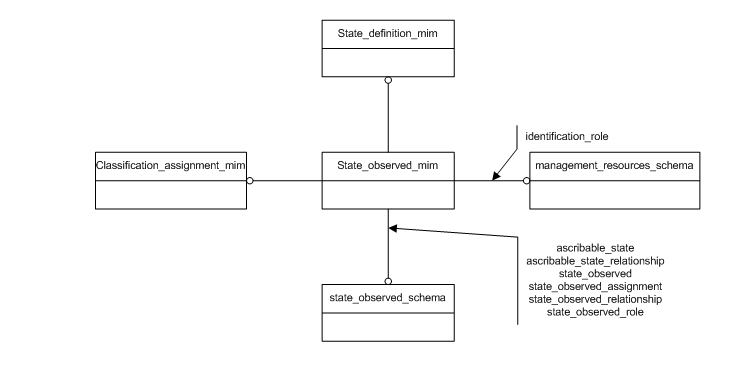 State_definition_mim
identification_role
Classification_assignment_mim
State_observed_mim
management_resources_schema
ascribable_state
ascribable_state_relationship
state_observed
state_observed_assignment
state_observed_relationship
state_observed_role
state_observed_schema